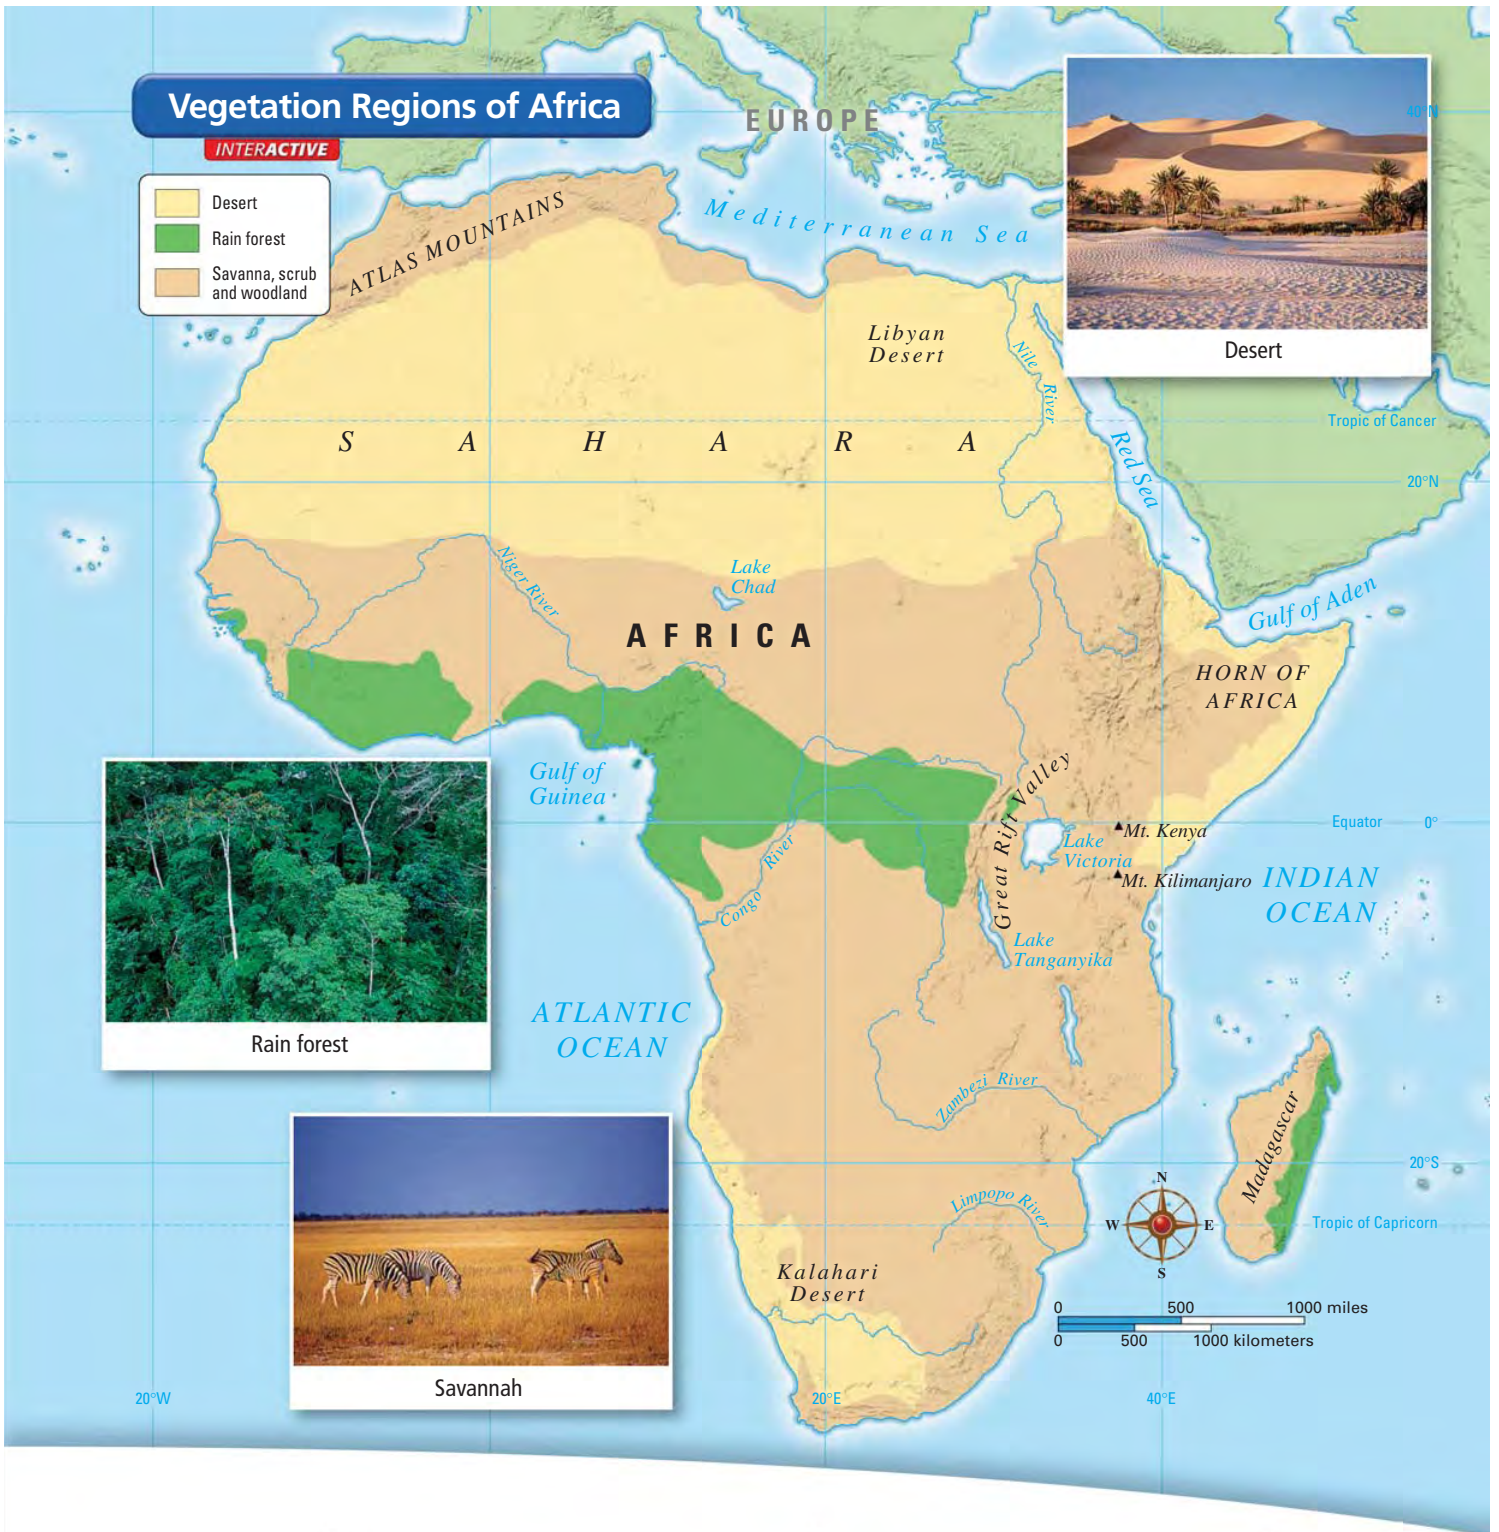 Vegetation Regions of Africa
INTERACTIVE
Desert
Rain forest
Savanna, scrub
and woodland
EUROPE
40°N
Mediterranean Sea
ATLAS MOUNTAINS
Desert
Libyan
Desert
Nile River
Tropic of Cancer
SAHARA
Red Sea
20°N
Niger River
Lake
Chad
Gulf of Aden
AFRICA
HORN OF
AFRICA
Gulf of
Guinea
Great Rift Valley
Equator 0°
Mt. Kenya
Lake
Victoria
Mt. Kilimanjaro
INDIAN
OCEAN
Congo River
Lake
Tanganyika
Rain forest
ATLANTIC
OCEAN
Zambezi River
Madagascar
20°S
Limpopo River
Tropic of Capricorn
N
W E
S
Kalahari
Desert
0 500 1000 miles
0 500 1000 kilometers
Savannah
20°W
20°E
40°E